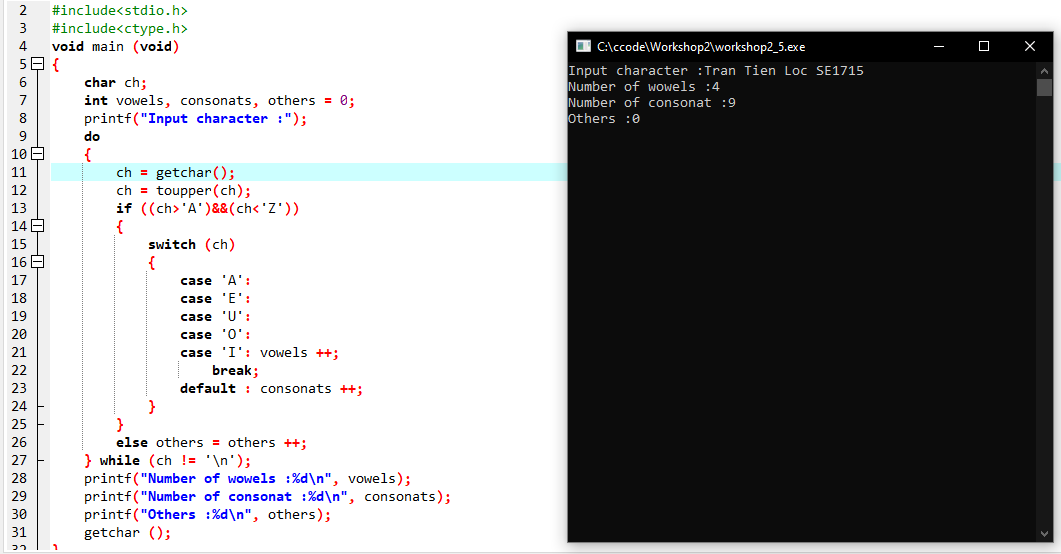 2 #include<stdio.h>
3 #include<ctype.h>
4 void main (void)
5 {
6 char ch;
7 int vowels, consonats, others = 0;
8 printf("Input character :");
9 do
10 {
11 ch = getchar();
12 ch = toupper(ch);
13 if ((ch>'A')&&(ch<'Z'))
14 {
15 switch (ch)
16 {
17 case 'A':
18 case 'E':
19 case 'U':
20 case 'O':
21 case 'I': vowels ++;
22 break;
23 default : consonats ++;
24 }
25 }
26 else others = others ++;
27 } while (ch != '\n');
28 printf("Number of wowels :%d\n", vowels);
29 printf("Number of consonat :%d\n", consonats);
30 printf("Others :%d\n", others);
31 getchar ();
32 }
C:\ccode\Workshop2\workshop2_5.exe
Input character :Tran Tien Loc SE1715
Number of wowels :4
Number of consonat :9
Others :0